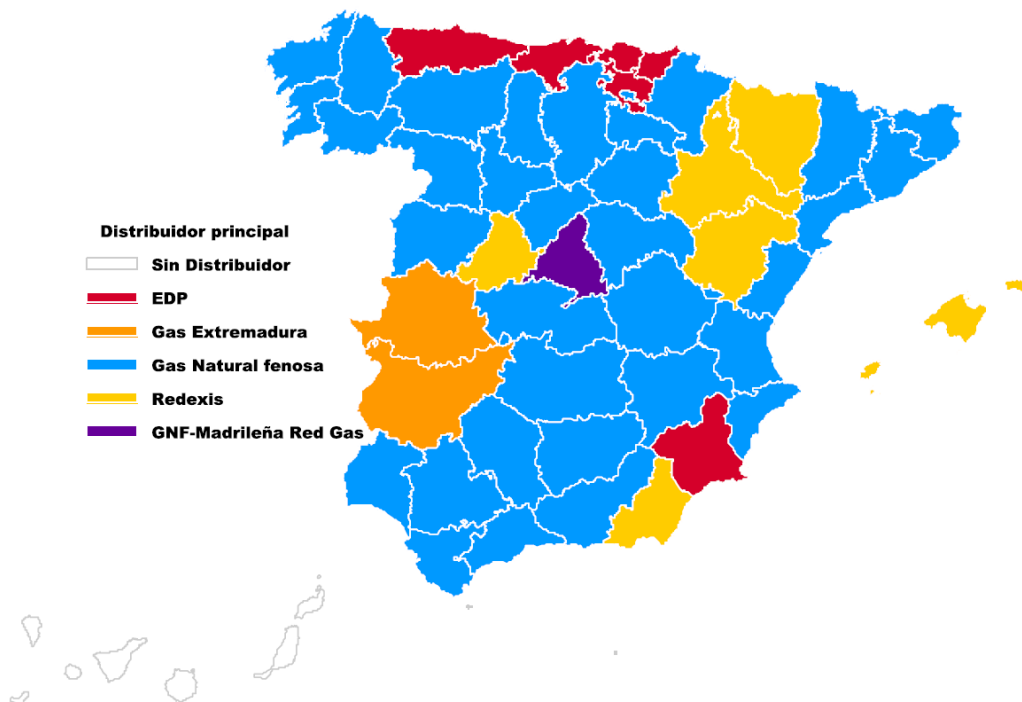 Distribuidor principal
Sin Distribuidor
EDP
Gas Extremadura
Gas Natural fenosa
Redexis
GNF-Madrileña Red Gas